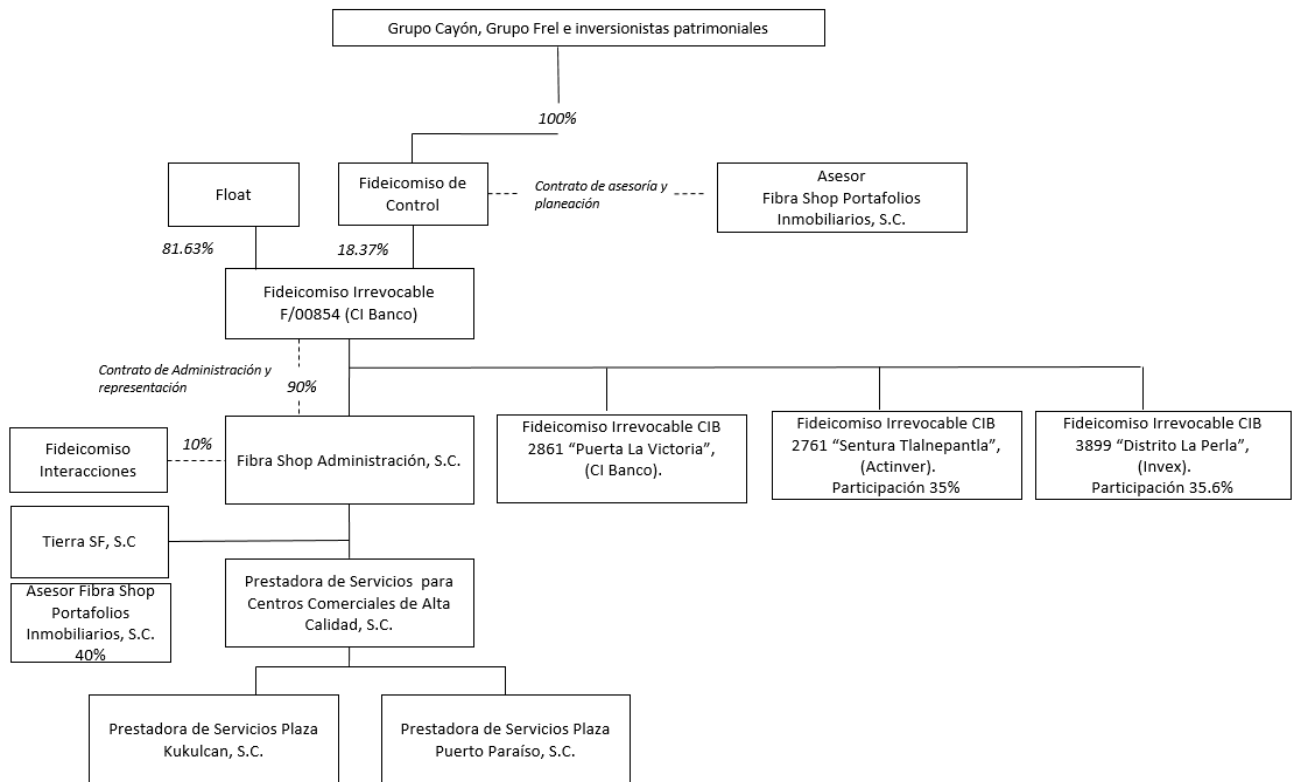 Grupo Cayón, Grupo Frel e inversionistas patrimoniales
100%
Float
Fideicomiso de
Control
Contrato de asesoría y
planeación
Asesor
Fibra Shop Portafolios
Inmobiliarios, S.C.
81.63%
18.37%
Fideicomiso Irrevocable
F/00854 (CI Banco)
Contrato de Administración y
representación
90%
Fideicomiso
Interacciones
10%
Fibra Shop Administración, S.C.
Fideicomiso Irrevocable CIB
2861 “Puerta La Victoria”,
(CI Banco).
Fideicomiso Irrevocable CIB
2761 “Sentura Tlalnepantla”,
(Actinver).
Participación 35%
Fideicomiso Irrevocable CIB
3899 “Distrito La Perla”,
(Invex).
Participación 35.6%
Tierra SF, S.C
Asesor Fibra Shop
Portafolios
Inmobiliarios, S.C.
40%
Prestadora de Servicios para
Centros Comerciales de Alta
Calidad, S.C.
Prestadora de Servicios Plaza
Kukulcan, S.C.
Prestadora de Servicios Plaza
Puerto Paraíso, S.C.